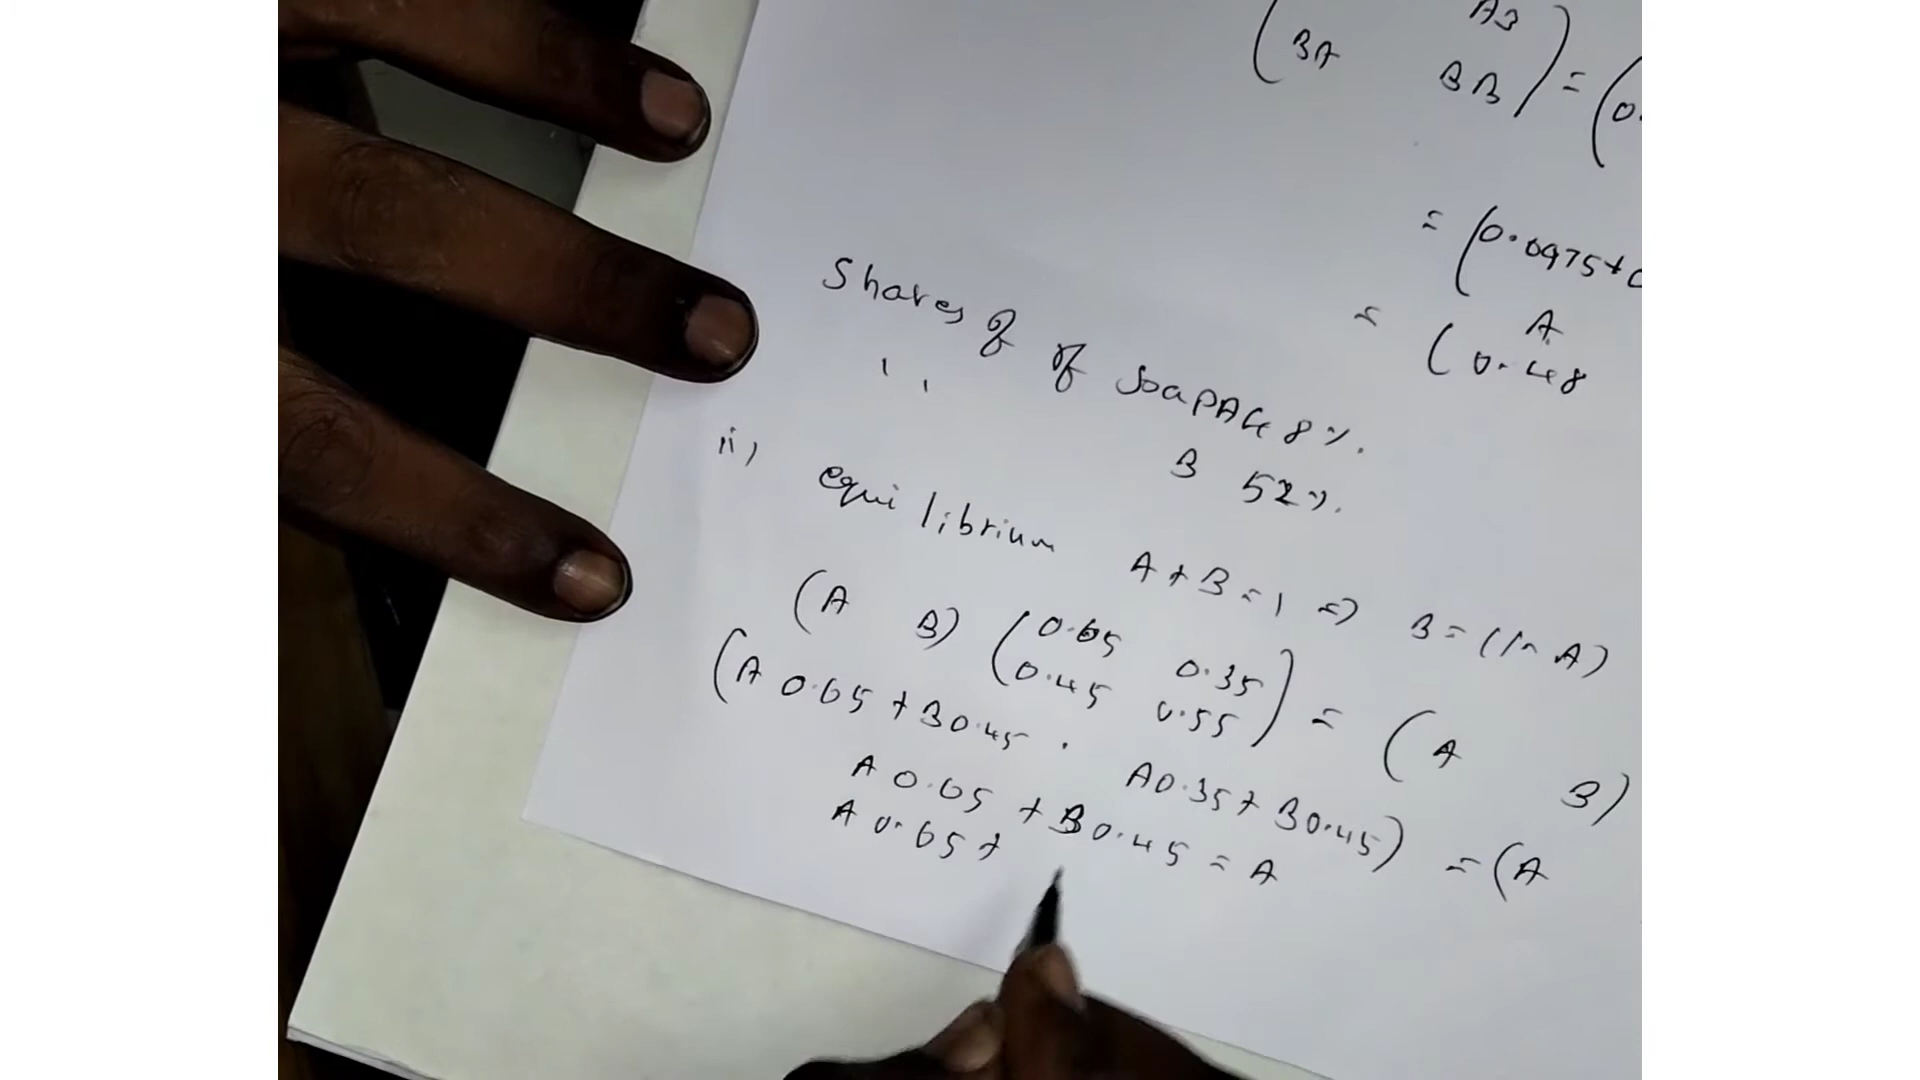 AB
(BA BB) = (0.
= (0.0975+
A
= (0.48
Shares of of Soap A 48%.
" B 52%.
ii) equilibrium A+B=1 => B=(1-A)
(A B) (0.65 0.35
0.45 0.55) = (A B)
(A 0.65 + B 0.45 . A 0.35 + B 0.45) = (A
A 0.65 + B 0.45 = A
A 0.65 +